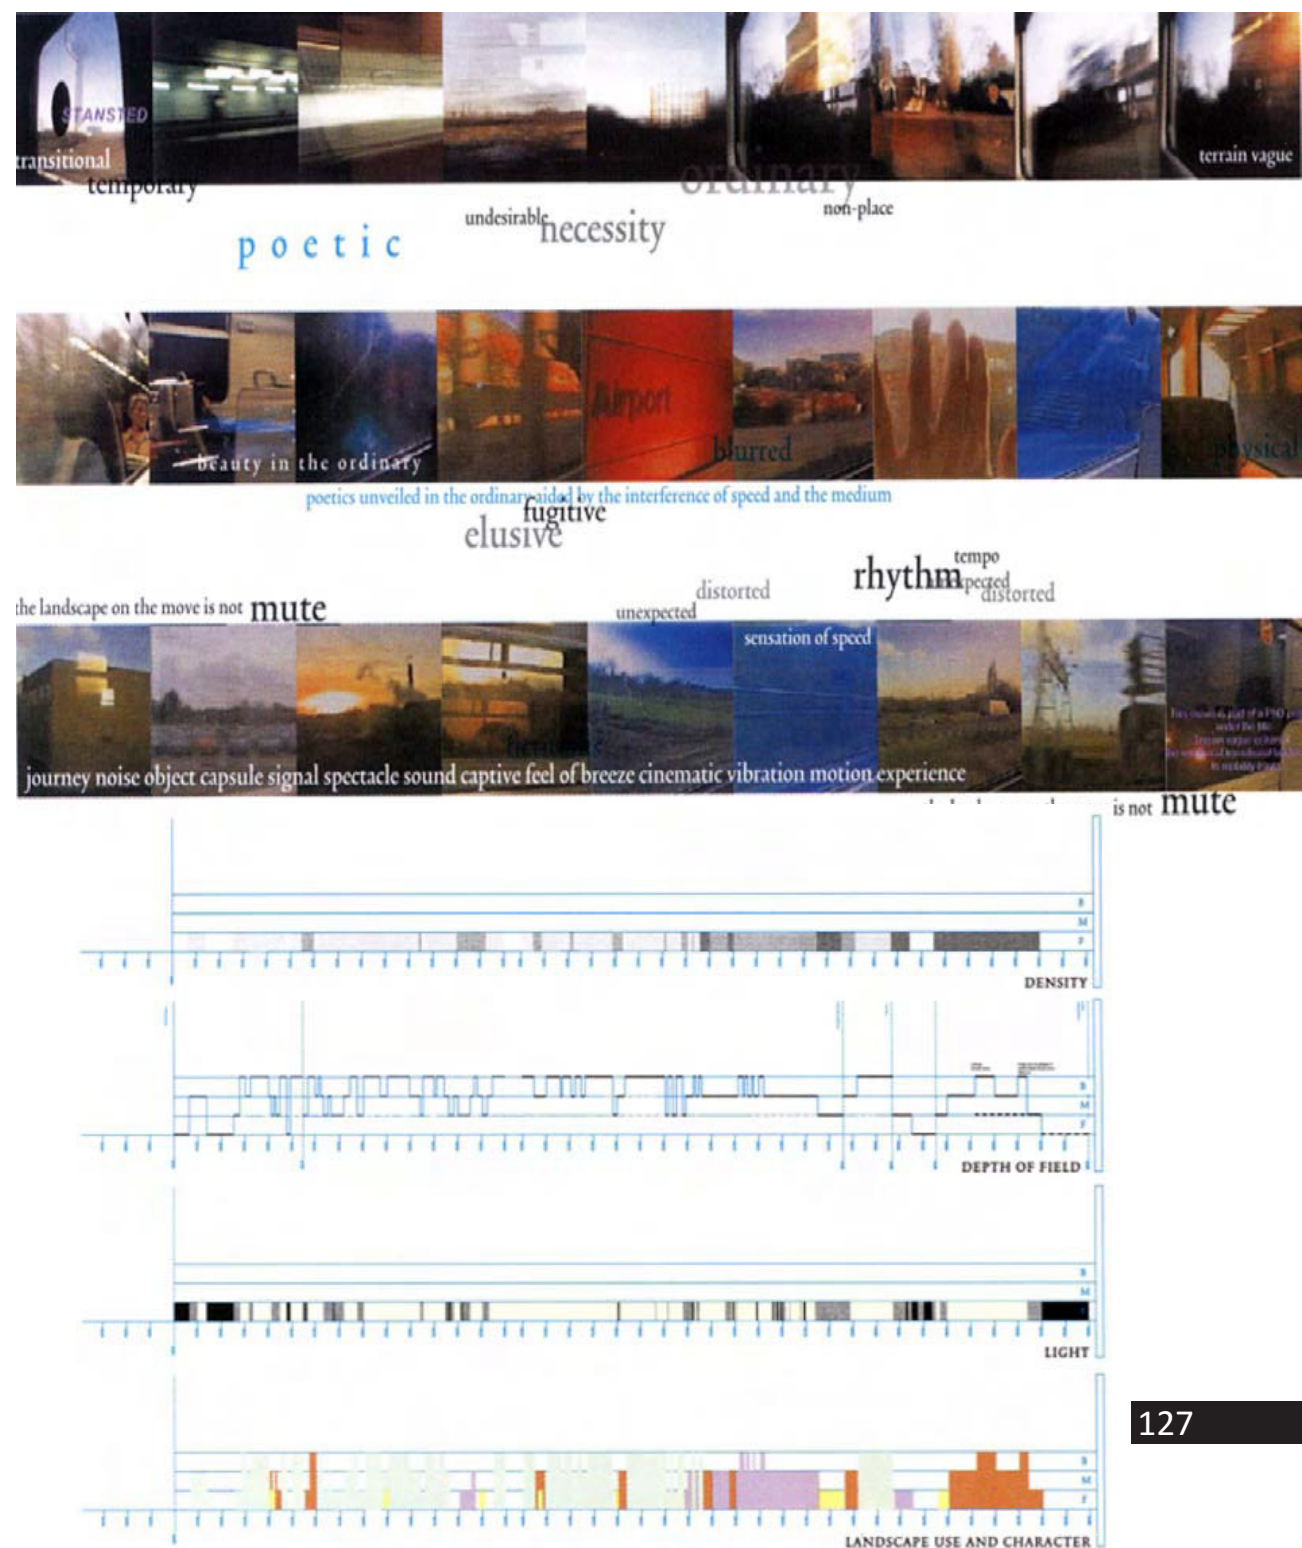 STANSTED
transitional
terrain vague
temporary
ordinary
non-place
undesirable
necessity
poetic
Airport
blurred
physical
beauty in the ordinary
poetics unveiled in the ordinary aided by the interference of speed and the medium
fugitive
elusive
tempo
rhythm
unexpected
distorted
distorted
the landscape on the move is not mute
unexpected
sensation of speed
journey noise object capsule signal spectacle sound captive feel of breeze cinematic vibration motion experience
is not mute
B
M
F
DENSITY
B
M
F
DEPTH OF FIELD
B
M
LIGHT
127
B
M
F
LANDSCAPE USE AND CHARACTER